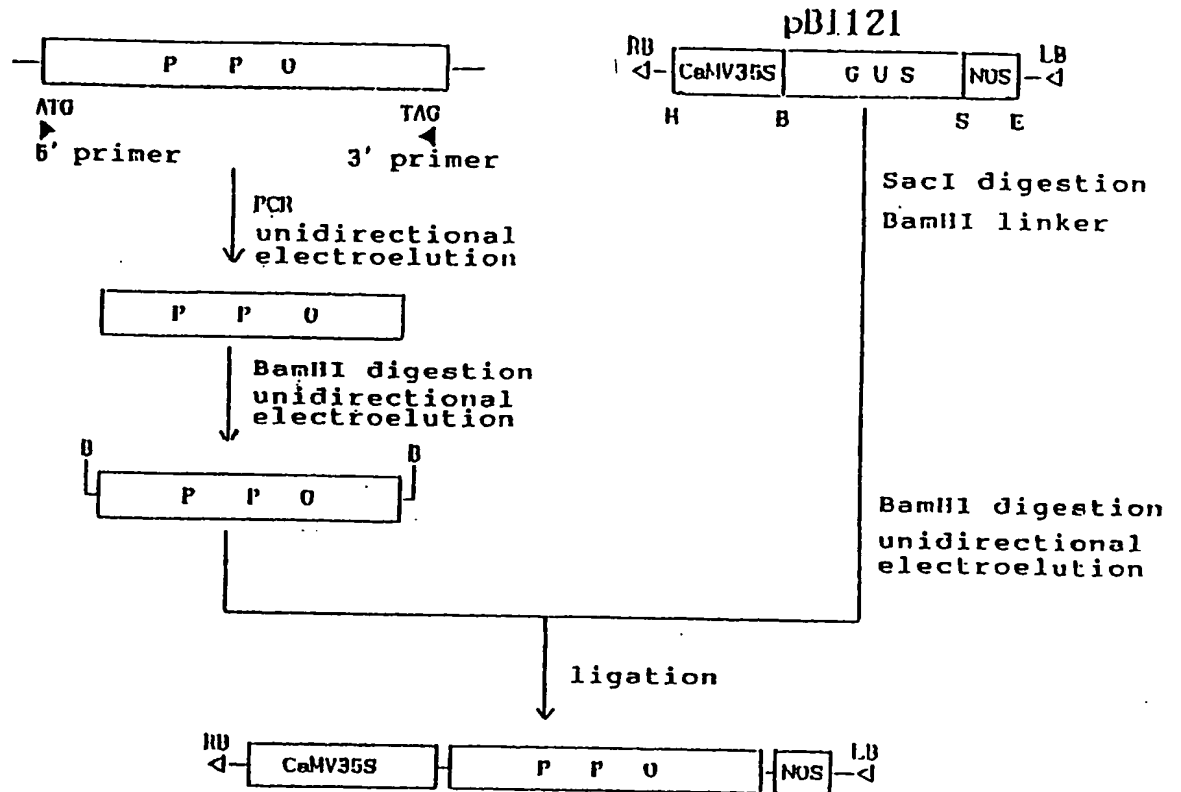 pBI121
P P O
RB
CaMV35S
G U S
NOS
LB
ATG
TAG
H
B
S
E
5' primer
3' primer
PCR
unidirectional
electroelution
SacI digestion
BamHI linker
P P O
BamHI digestion
unidirectional
electroelution
B
B
P P O
BamHI digestion
unidirectional
electroelution
ligation
RB
CaMV35S
P P O
NOS
LB